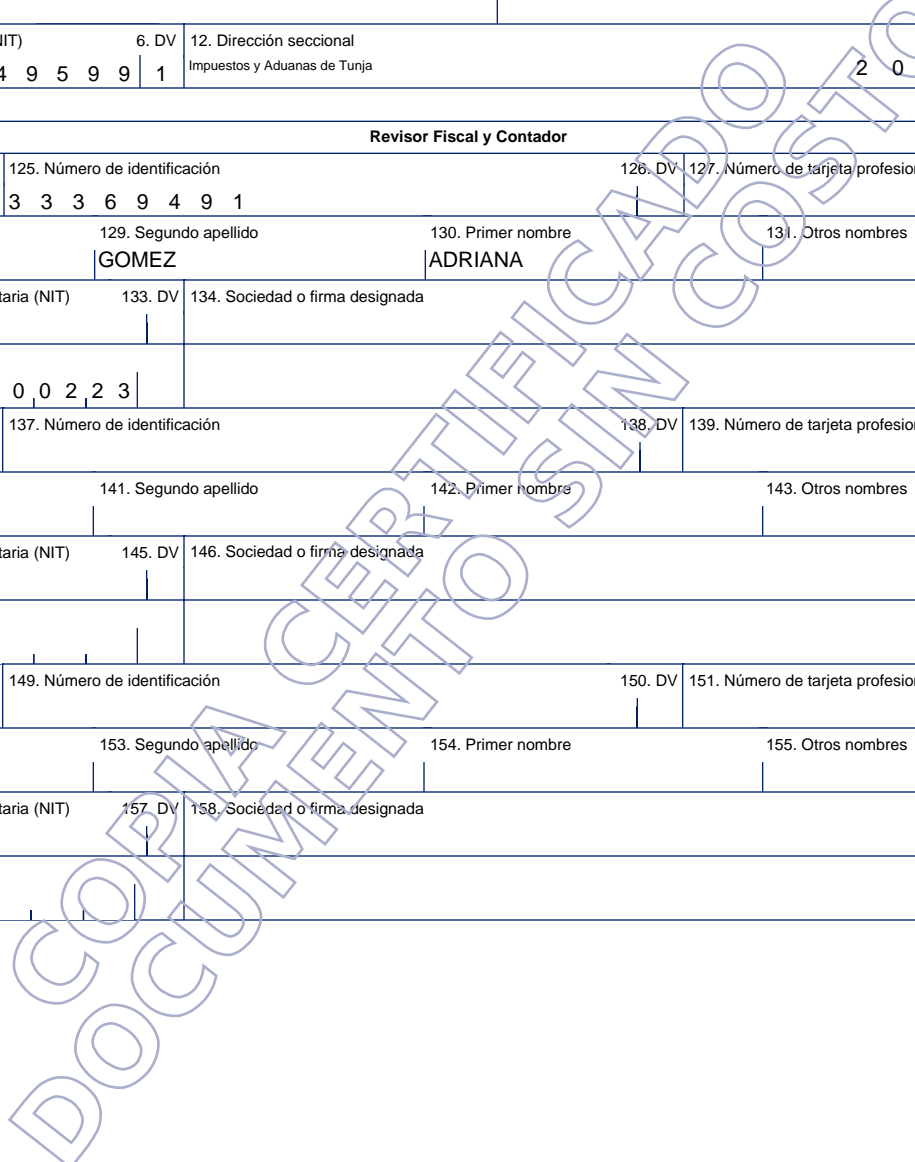 NIT) 6. DV 12. Dirección seccional
4 9 5 9 9 1 Impuestos y Aduanas de Tunja 2 0
Revisor Fiscal y Contador
125. Número de identificación 126. DV 127. Número de tarjeta profesion
3 3 3 6 9 4 9 1
129. Segundo apellido 130. Primer nombre 131. Otros nombres
GOMEZ ADRIANA
taria (NIT) 133. DV 134. Sociedad o firma designada
0 0 2 2 3
137. Número de identificación 138. DV 139. Número de tarjeta profesion
141. Segundo apellido 142. Primer nombre 143. Otros nombres
taria (NIT) 145. DV 146. Sociedad o firma designada
149. Número de identificación 150. DV 151. Número de tarjeta profesion
153. Segundo apellido 154. Primer nombre 155. Otros nombres
taria (NIT) 157. DV 158. Sociedad o firma designada
COPIA CERTIFICADO
DOCUMENTO SIN COSTO